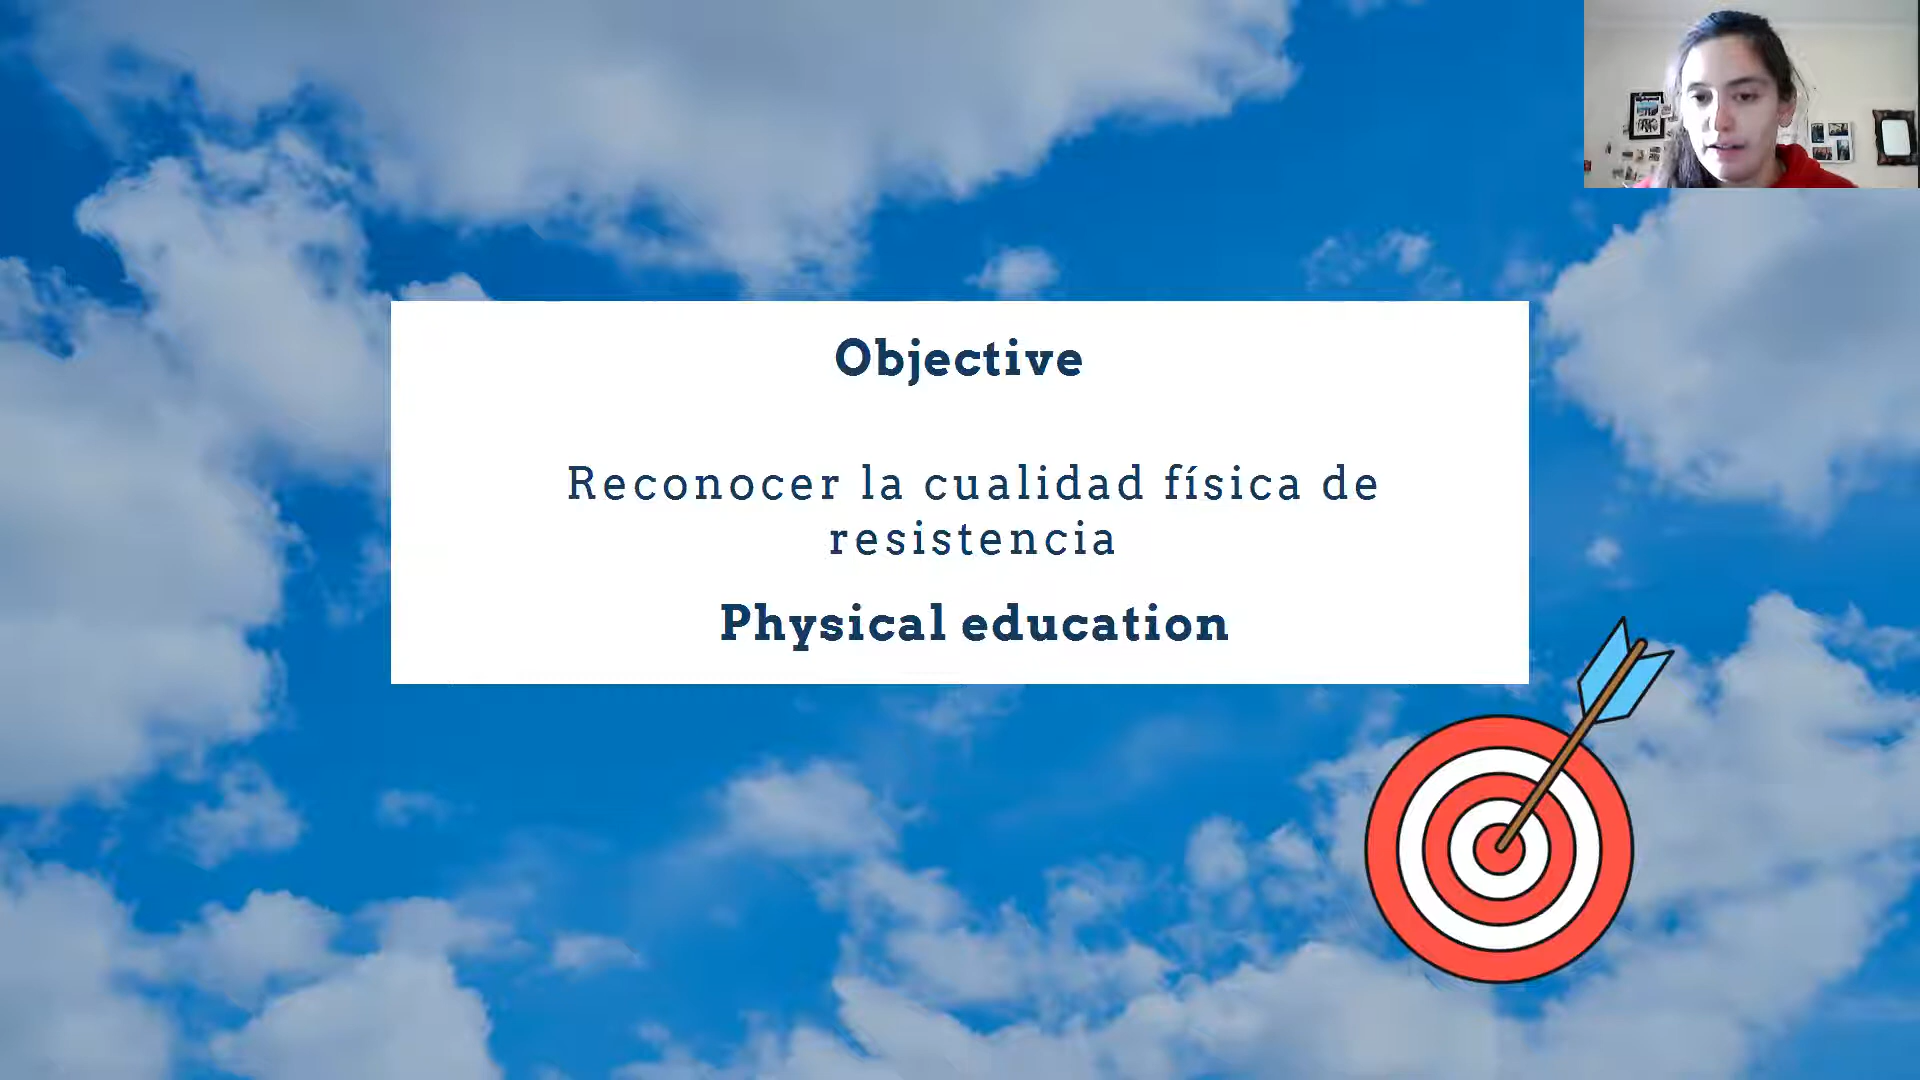 Objective
Reconocer la cualidad física de
resistencia
Physical education